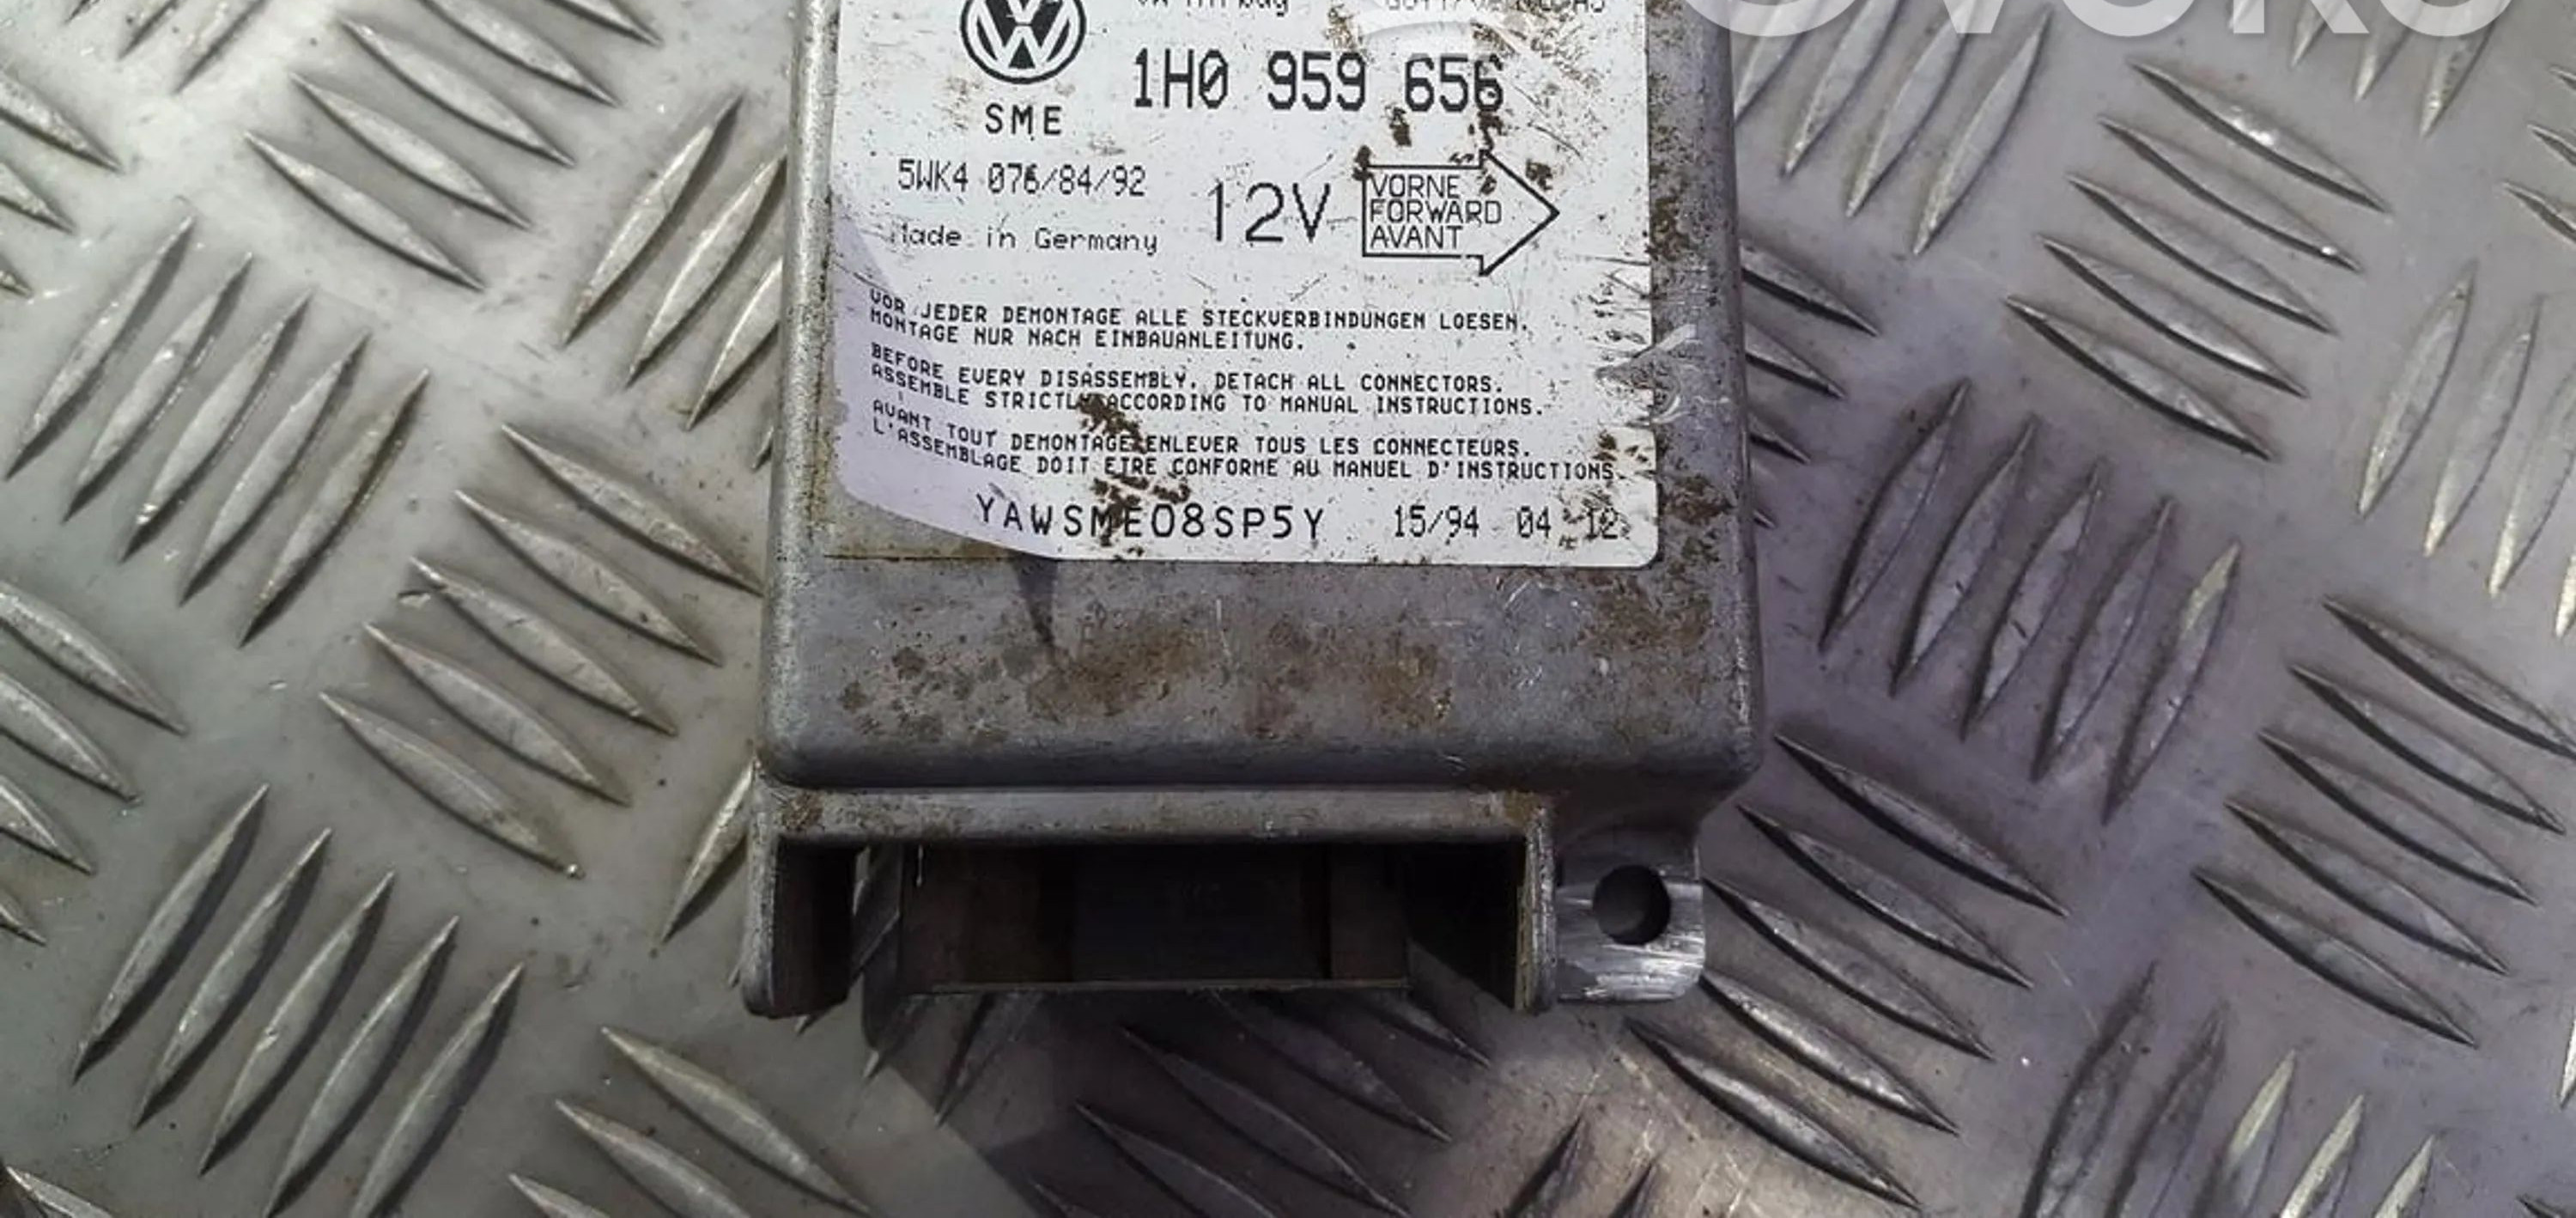 1H0 959 656
SME
5WK4 076/84/92
12V
VORNE
FORWARD
AVANT
Made in Germany
VOR JEDER DEMONTAGE ALLE STECKVERBINDUNGEN LOESEN.
MONTAGE NUR NACH EINBAUANLEITUNG.
BEFORE EVERY DISASSEMBLY, DETACH ALL CONNECTORS.
ASSEMBLE STRICTLY ACCORDING TO MANUAL INSTRUCTIONS.
AVANT TOUT DEMONTAGE ENLEVER TOUS LES CONNECTEURS.
L'ASSEMBLAGE DOIT ETRE CONFORME AU MANUEL D'INSTRUCTIONS.
YAWSME08SP5Y 15/94 04 12